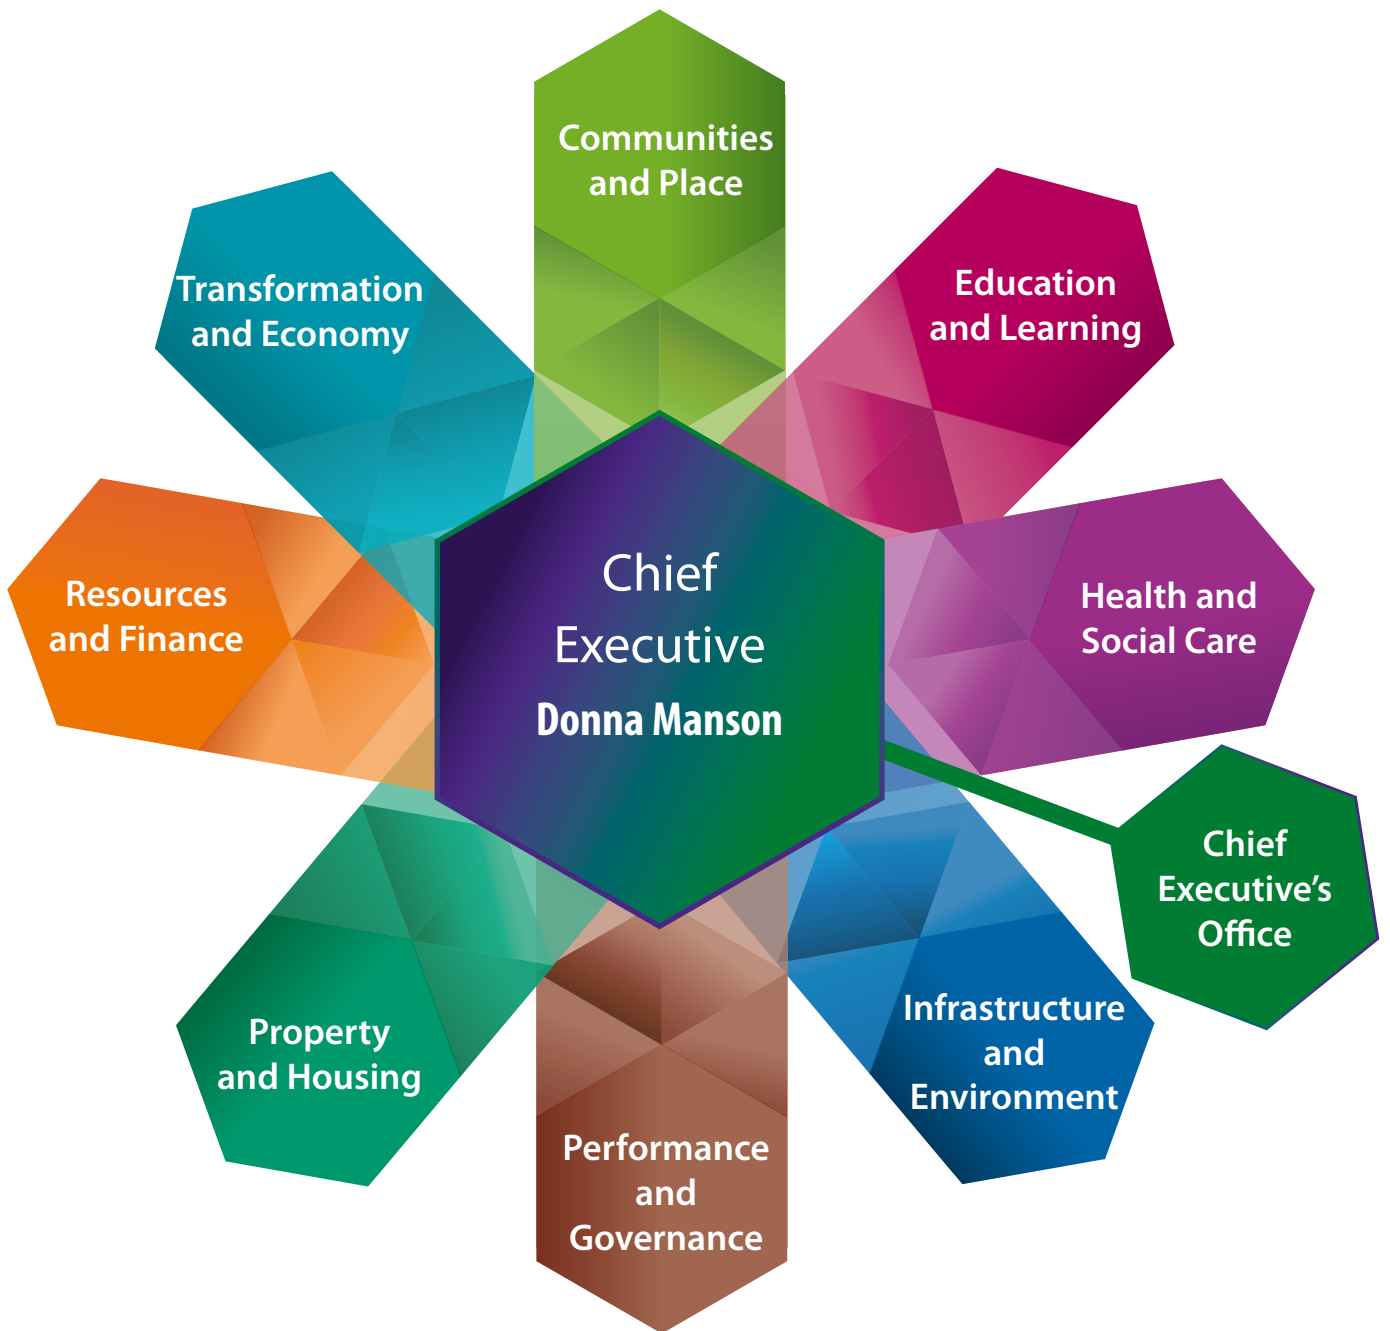 Communities
and Place
Education
and Learning
Health and
Social Care
Chief
Executive’s
Office
Infrastructure
and
Environment
Performance
and
Governance
Property
and Housing
Resources
and Finance
Transformation
and Economy
Chief
Executive
Donna Manson